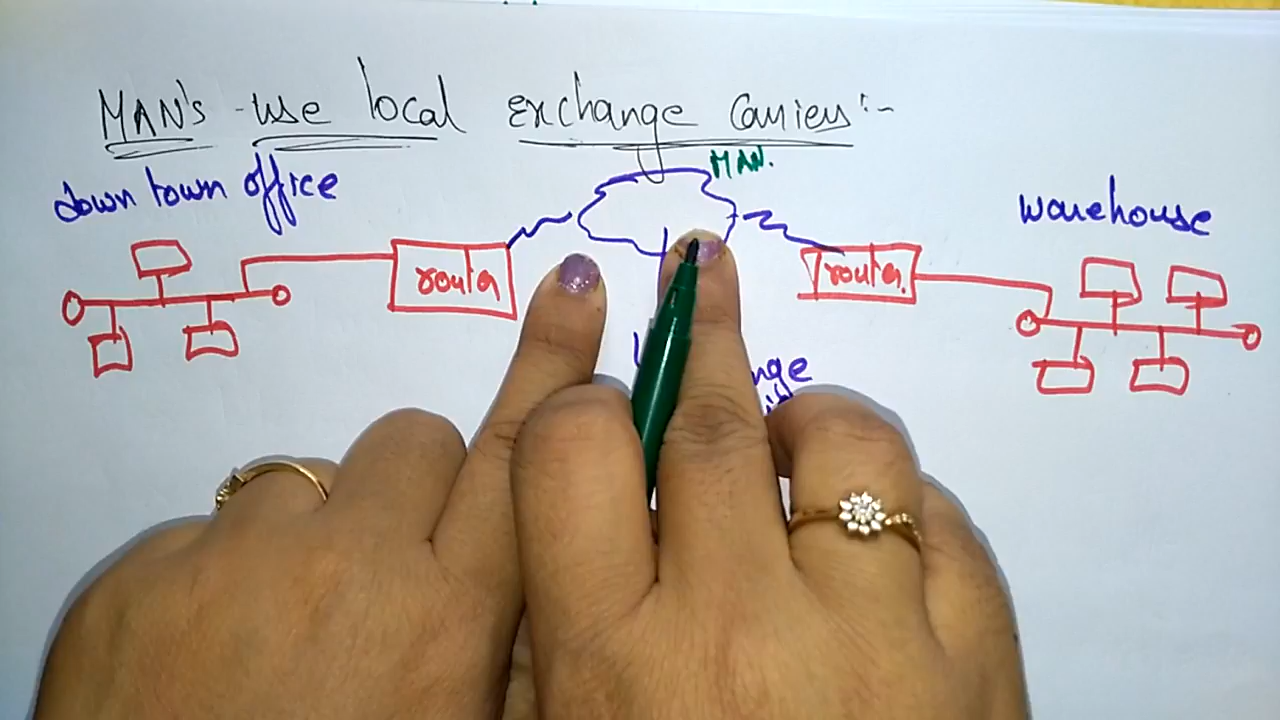 MAN's use local exchange Carriers :-
MAN.
down town office
warehouse
router
router.